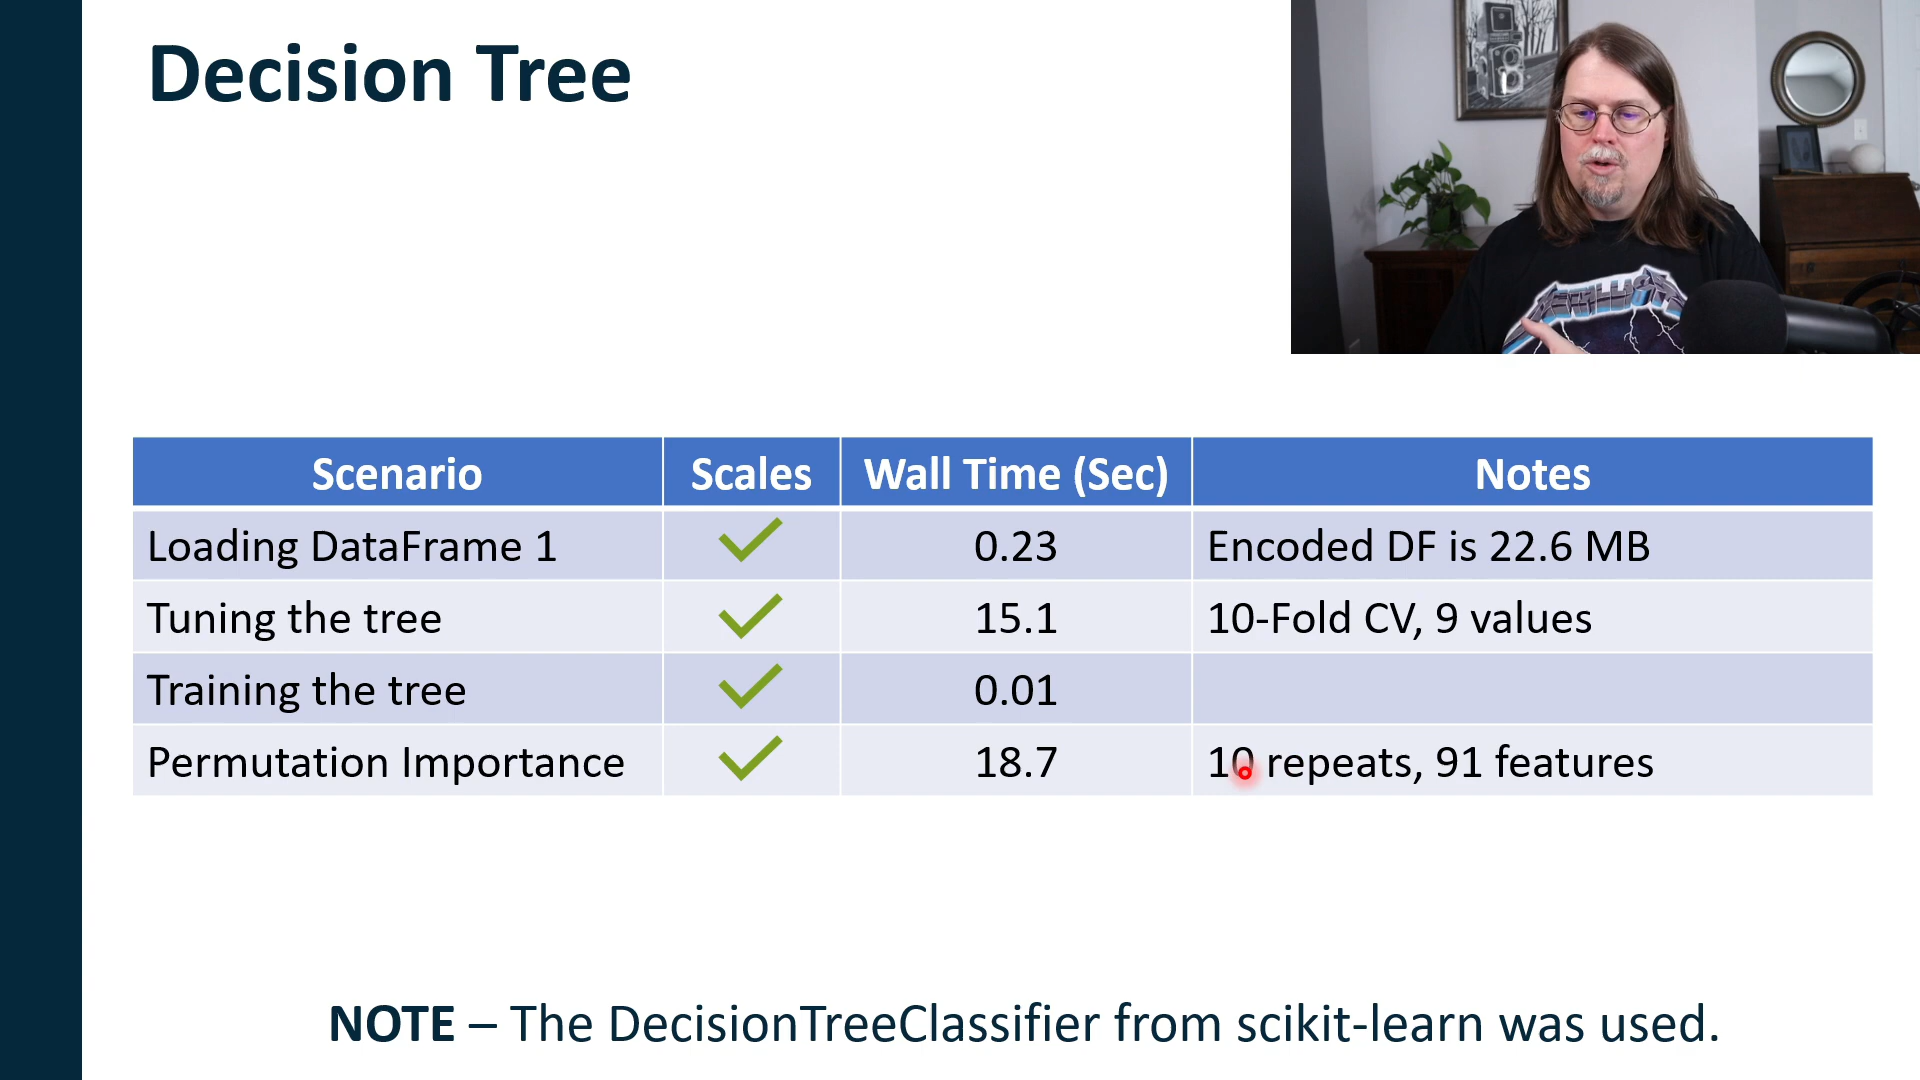 Decision Tree
METALLICA
Scenario Scales Wall Time (Sec) Notes
Loading DataFrame 1 0.23 Encoded DF is 22.6 MB
Tuning the tree 15.1 10-Fold CV, 9 values
Training the tree 0.01
Permutation Importance 18.7 10 repeats, 91 features
NOTE – The DecisionTreeClassifier from scikit-learn was used.